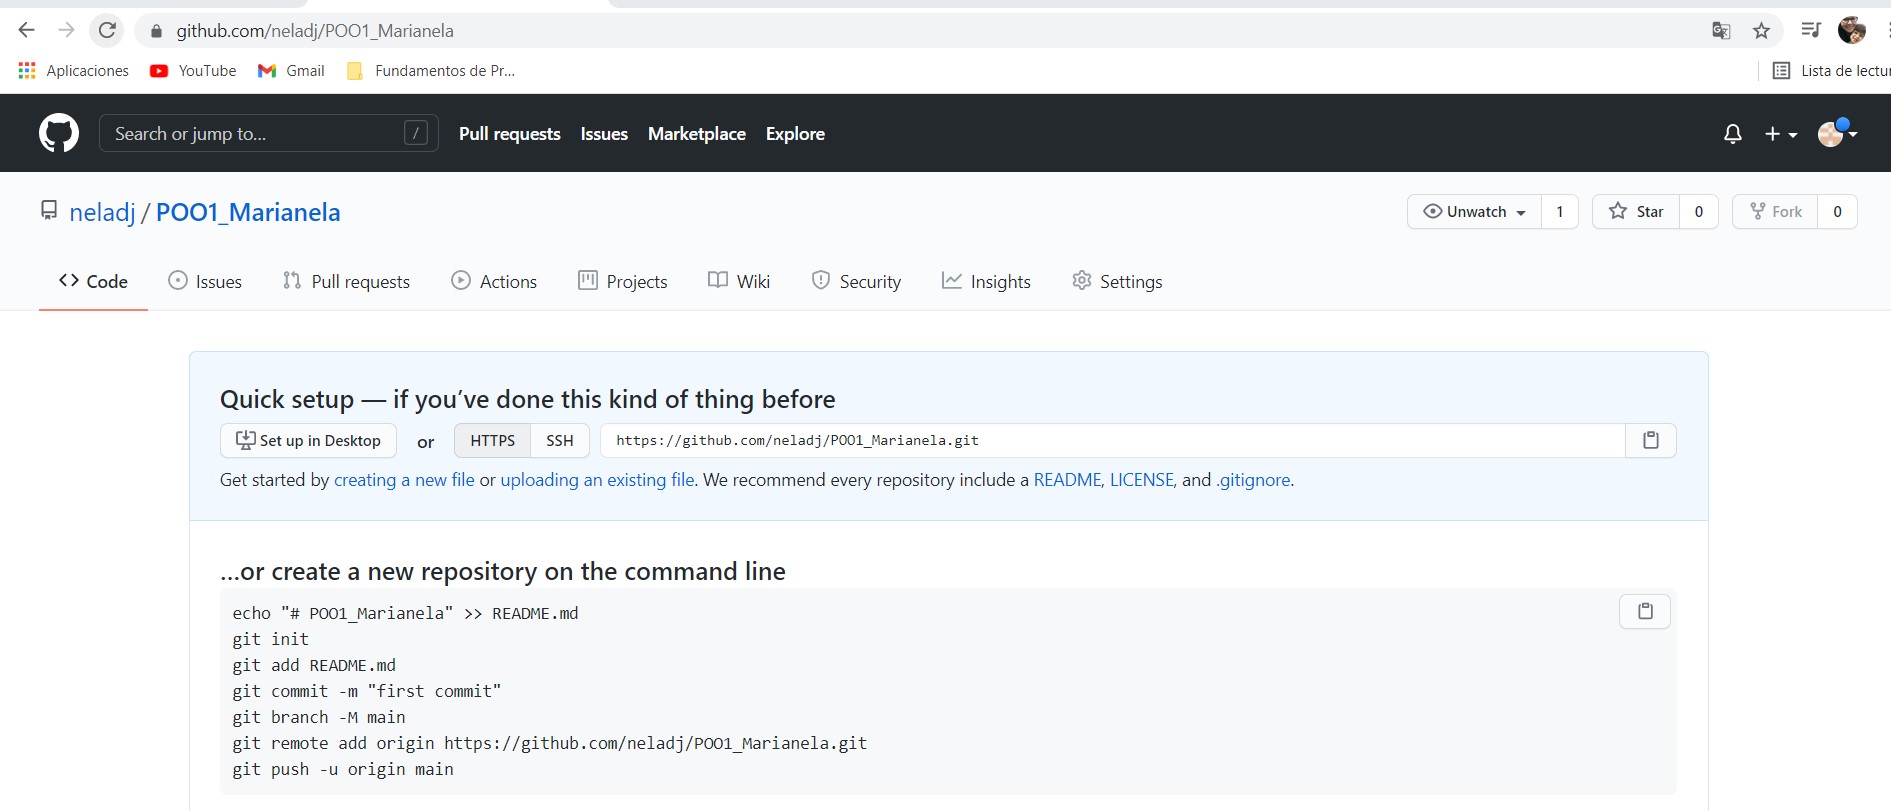 github.com/neladj/POO1_Marianela
Aplicaciones YouTube Gmail Fundamentos de Pr... Lista de lectu
Search or jump to... / Pull requests Issues Marketplace Explore
neladj / POO1_Marianela Unwatch 1 Star 0 Fork 0
Code Issues Pull requests Actions Projects Wiki Security Insights Settings
Quick setup — if you’ve done this kind of thing before
Set up in Desktop or HTTPS SSH https://github.com/neladj/POO1_Marianela.git
Get started by creating a new file or uploading an existing file. We recommend every repository include a README, LICENSE, and .gitignore.
…or create a new repository on the command line
echo "# POO1_Marianela" >> README.md
git init
git add README.md
git commit -m "first commit"
git branch -M main
git remote add origin https://github.com/neladj/POO1_Marianela.git
git push -u origin main